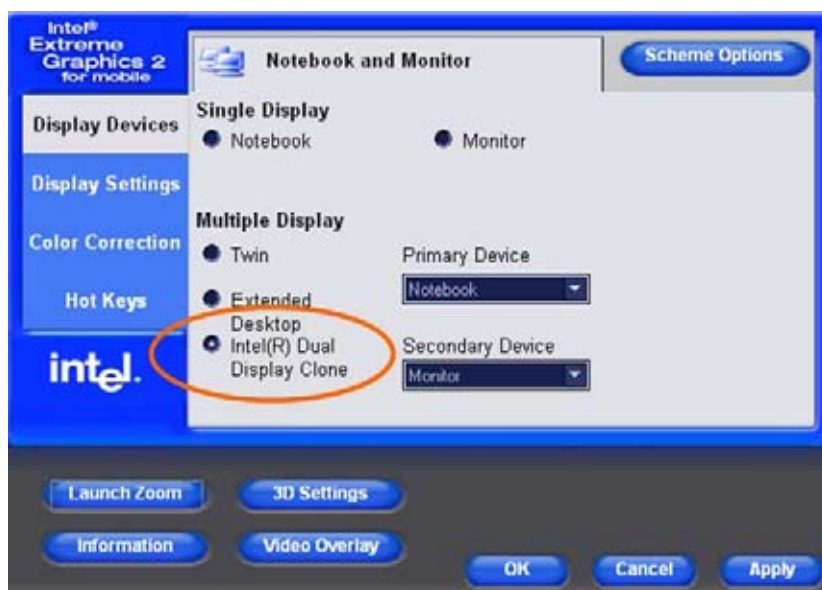 Intel®
Extreme
Graphics 2
for mobile
Notebook and Monitor
Scheme Options
Display Devices
Display Settings
Color Correction
Hot Keys
intel.
Single Display
Notebook
Monitor
Multiple Display
Twin
Extended
Desktop
Intel(R) Dual
Display Clone
Primary Device
Notebook
Secondary Device
Monitor
Launch Zoom
3D Settings
Information
Video Overlay
OK
Cancel
Apply